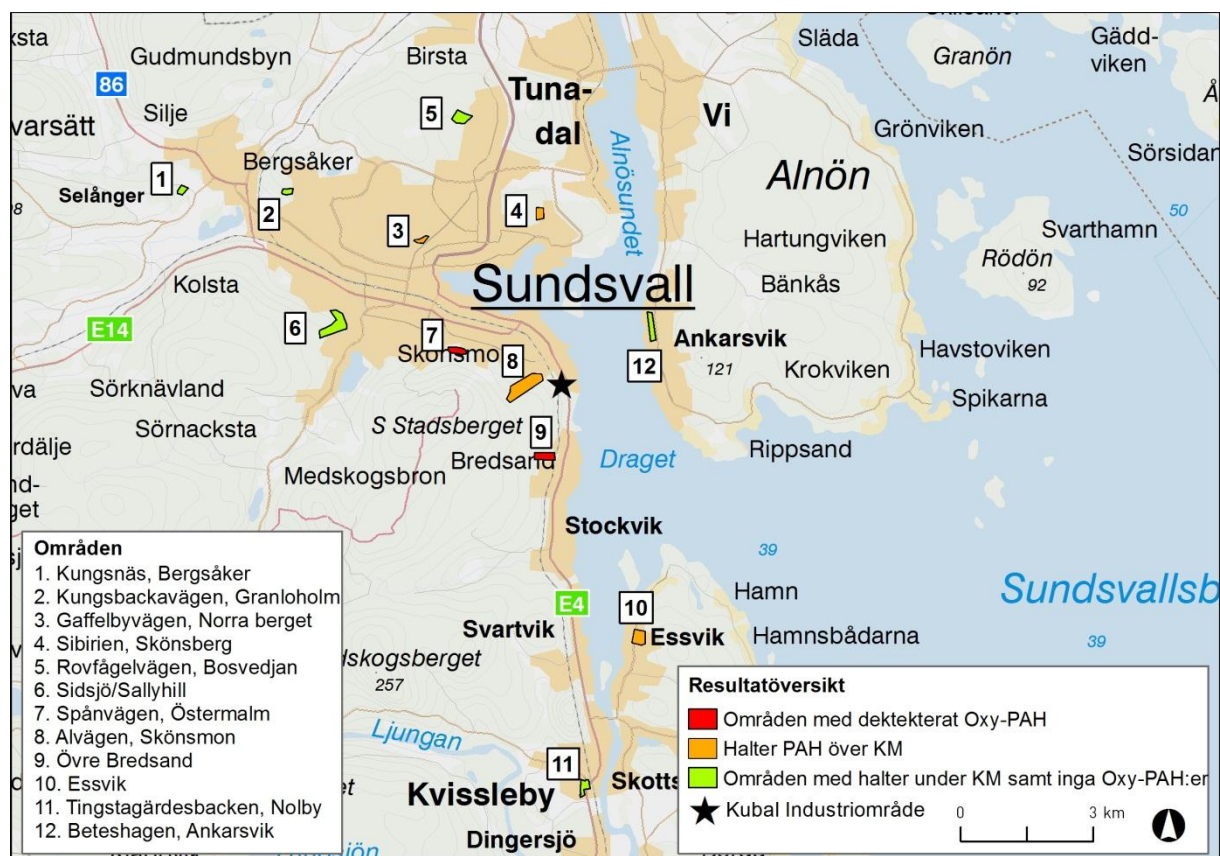 Gudmundsbyn
Birsta
Släda
Granön
Gädd-
viken
86
Silje
Tuna-
dal
Vi
5
varsätt
Grönviken
Alnösundet
Sörsidan
Bergsåker
Alnön
1
Selånger
2
3
4
50
Svarthamn
Hartungviken
Rödön
92
Kolsta
Sundsvall
Bänkås
E14
6
7
Skönsmo
8
12
Ankarsvik
121
Havstoviken
Krokviken
Sörknävland
Spikarna
Sörnacksta
S Stadsberget
9
Bredsand
Draget
Rippsand
Medskogsbron
Stockvik
39
Hamn
Sundsvallsb
E4
10
Svartvik
Essvik
Hamnsbådarna
39
dskogsberget
257
Ljungan
11
Kvissleby
Skotts
Dingersjö
Områden
1. Kungsnäs, Bergsåker
2. Kungsbackavägen, Granloholm
3. Gaffelbyvägen, Norra berget
4. Sibirien, Skönsberg
5. Rovfågelvägen, Bosvedjan
6. Sidsjö/Sallyhill
7. Spånvägen, Östermalm
8. Alvägen, Skönsmon
9. Övre Bredsand
10. Essvik
11. Tingstagärdesbacken, Nolby
12. Beteshagen, Ankarsvik
Resultatöversikt
Områden med dektekterat Oxy-PAH
Halter PAH över KM
Områden med halter under KM samt inga Oxy-PAH:er
Kubal Industriområde
0 3 km